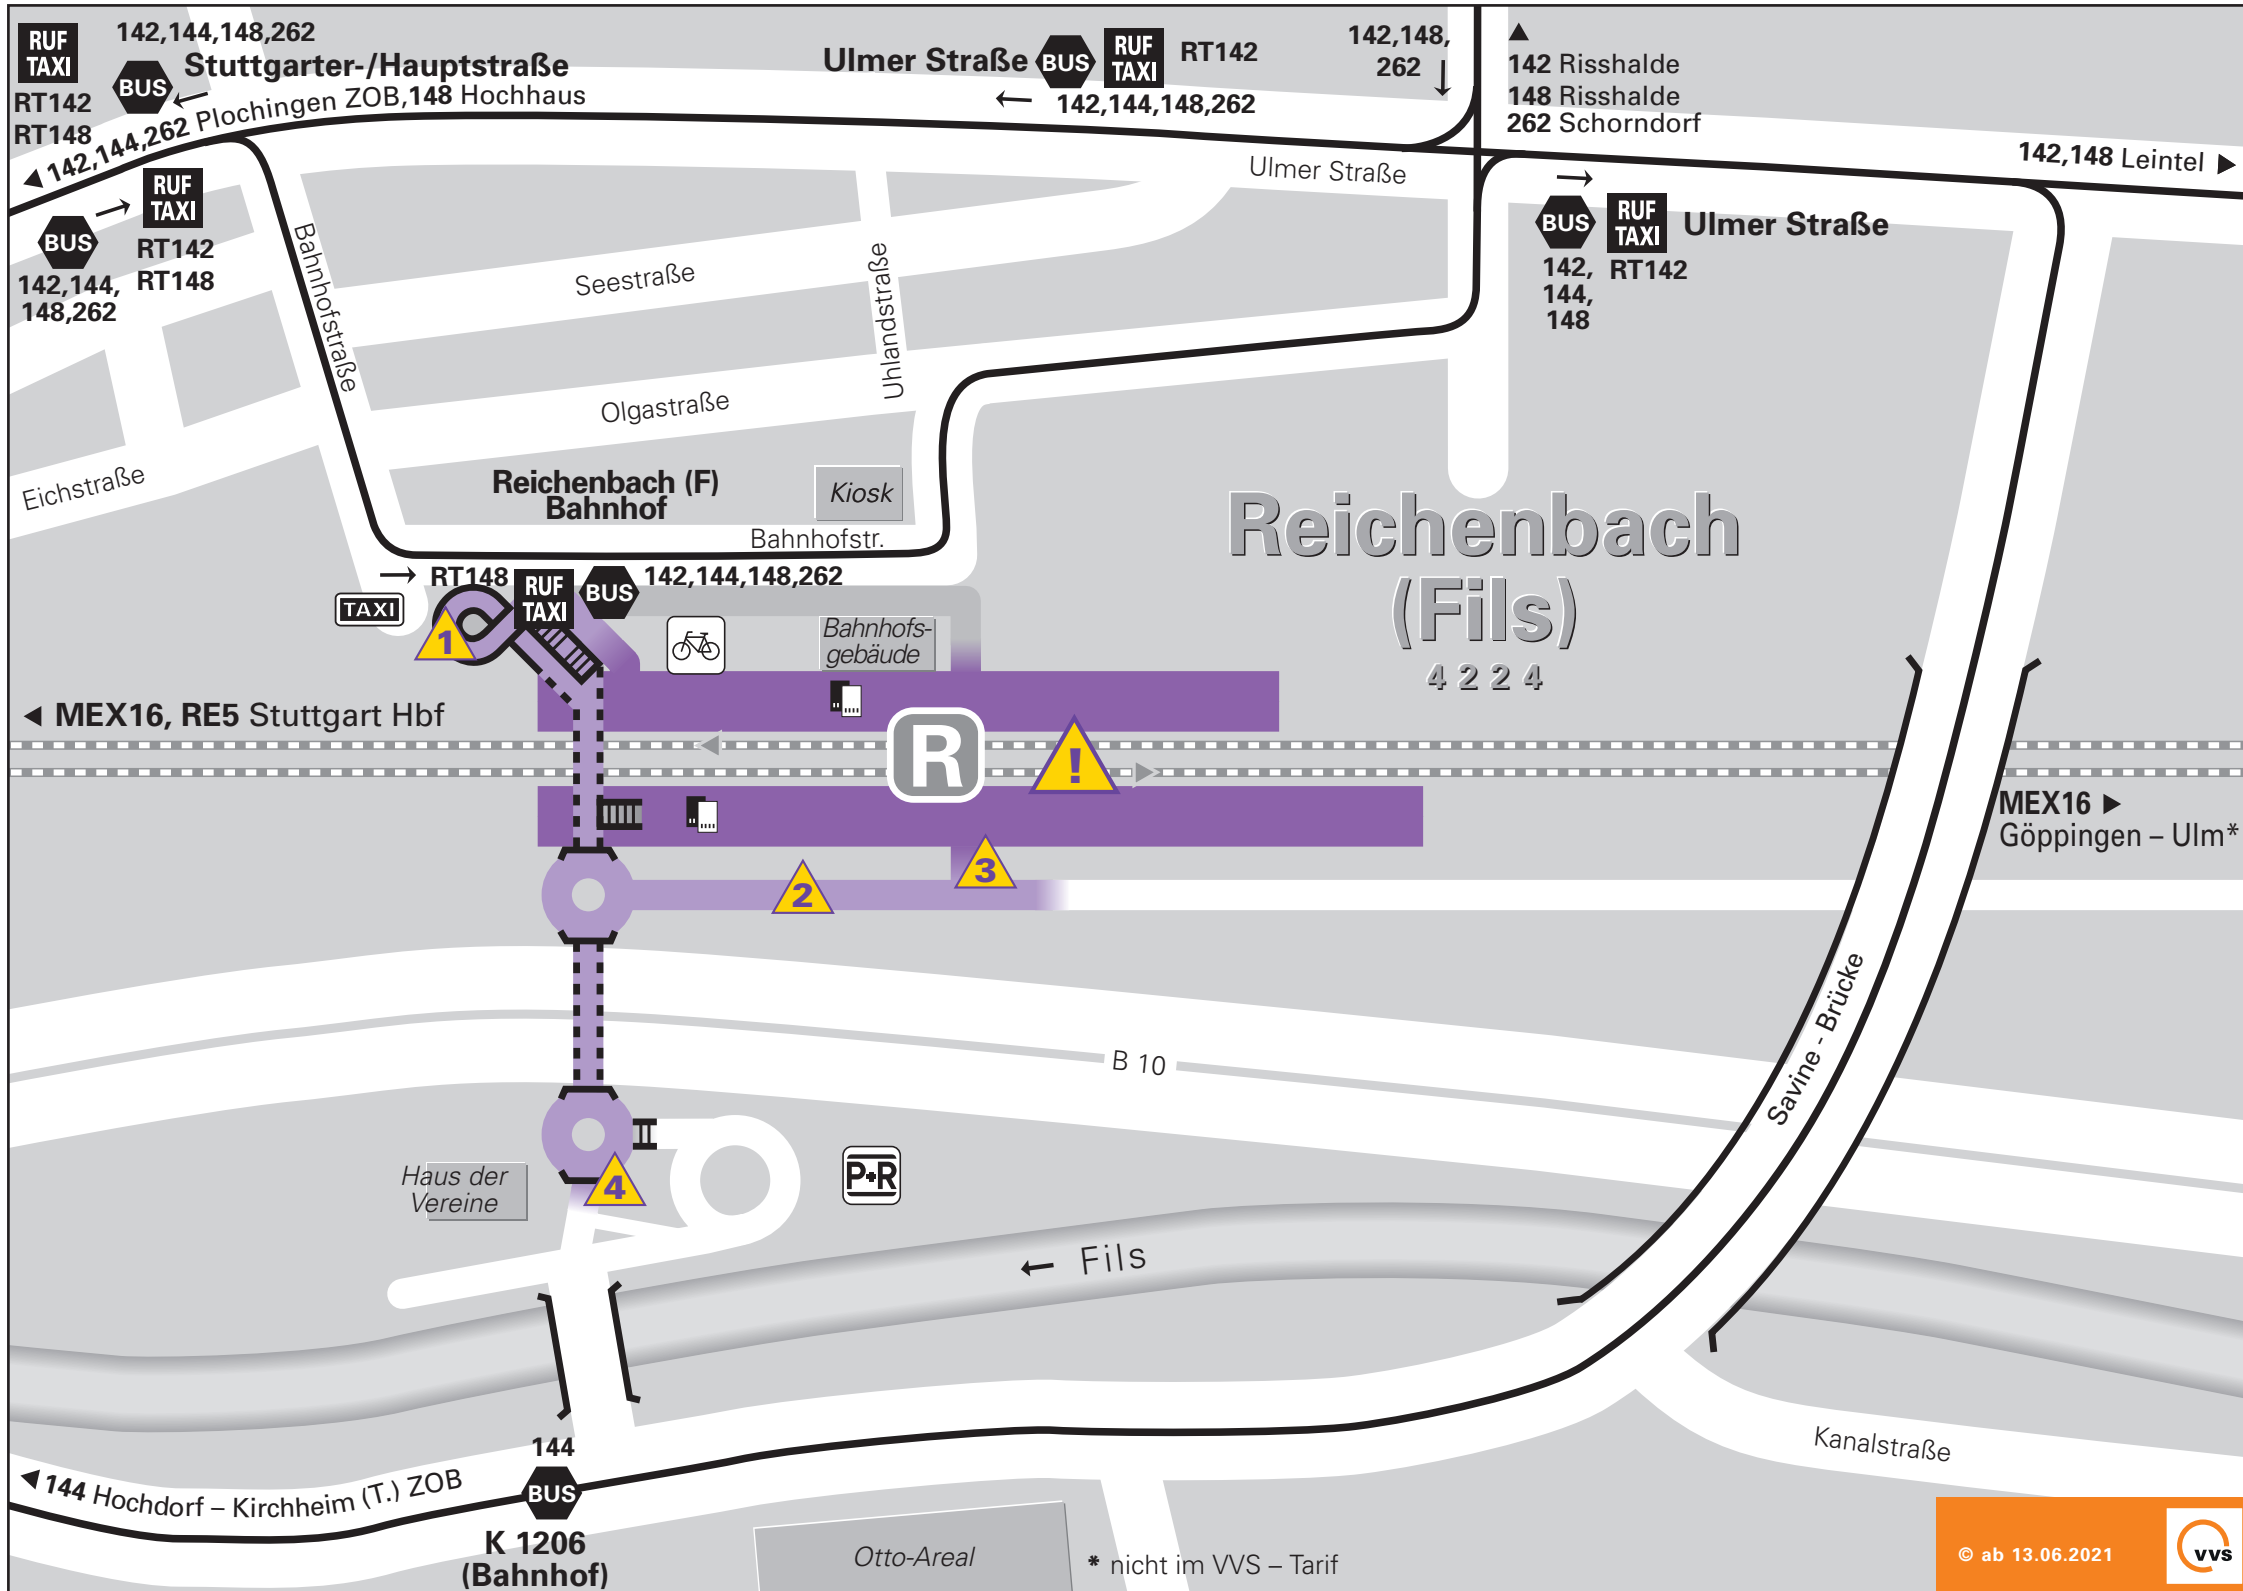 RUF
TAXI
RT142
RT148
142,144,148,262
BUS
Stuttgarter-/Hauptstraße
142,144,262 Plochingen ZOB,148 Hochhaus
Ulmer Straße
BUS
RUF
TAXI
RT142
142,144,148,262
142,148,
262
142 Risshalde
148 Risshalde
262 Schorndorf
142,148 Leintel
Ulmer Straße
BUS
RUF
TAXI
Ulmer Straße
142,
144,
148
RT142
BUS
142,144,
148,262
RUF
TAXI
RT142
RT148
Bahnhofstraße
Seestraße
Uhlandstraße
Olgastraße
Eichstraße
Reichenbach (F)
Bahnhof
Kiosk
Bahnhofstr.
Reichenbach
(Fils)
4224
RT148
RUF
TAXI
BUS
142,144,148,262
TAXI
1
Bahnhofs-
gebäude
MEX16, RE5 Stuttgart Hbf
R
!
MEX16
Göppingen – Ulm*
3
2
Savine - Brücke
B 10
Haus der
Vereine
4
P+R
Fils
Kanalstraße
144
144 Hochdorf – Kirchheim (T.) ZOB
BUS
K 1206
(Bahnhof)
Otto-Areal
* nicht im VVS – Tarif
© ab 13.06.2021
VVS